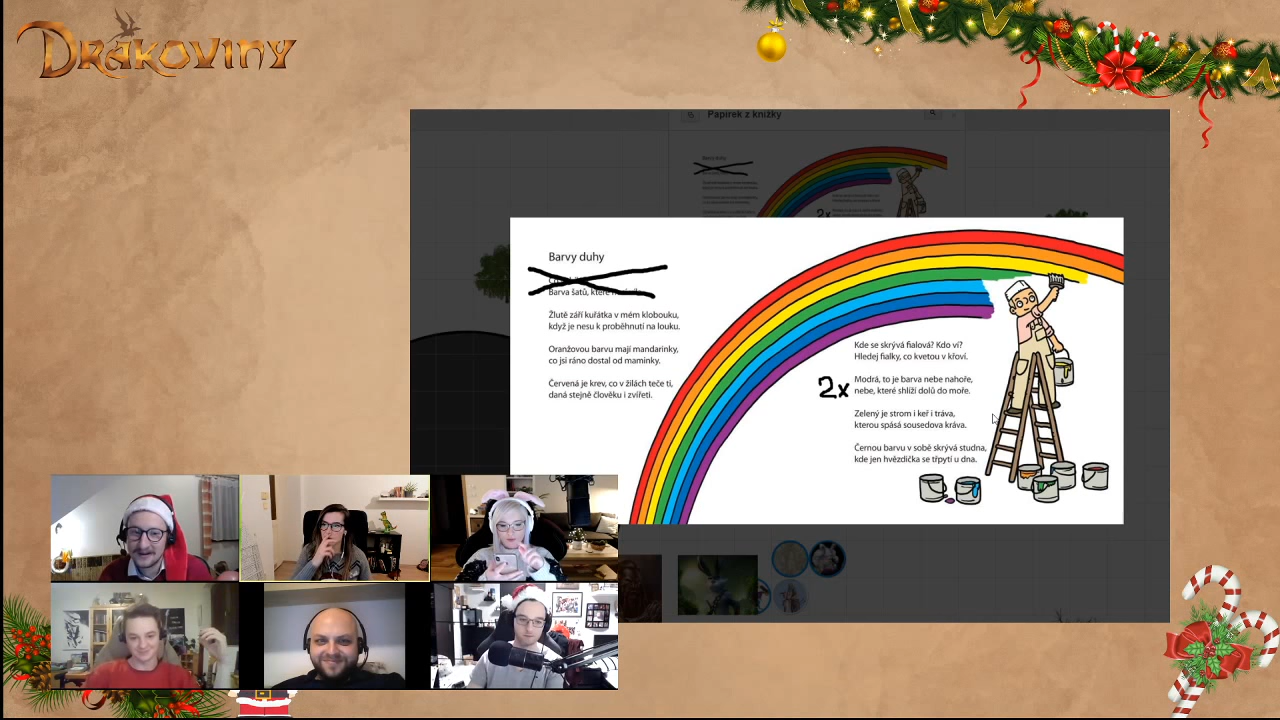 DRAKOVINY
Papírek z knížky
Barvy duhy
Barva šatů, které
Žlutě září kuřátka v mém klobouku,
když je nesu k proběhnutí na louku.
Oranžovou barvu mají mandarinky,
co jsi ráno dostal od maminky.
Červená je krev, co v žilách teče ti,
daná stejně člověku i zvířeti.
Kde se skrývá fialová? Kdo ví?
Hledej fialky, co kvetou v křoví.
2x
Modrá, to je barva nebe nahoře,
nebe, které shlíží dolů do moře.
Zelený je strom i keř i tráva,
kterou spásá sousedova kráva.
Černou barvu v sobě skrývá studna,
kde jen hvězdička se třpytí u dna.